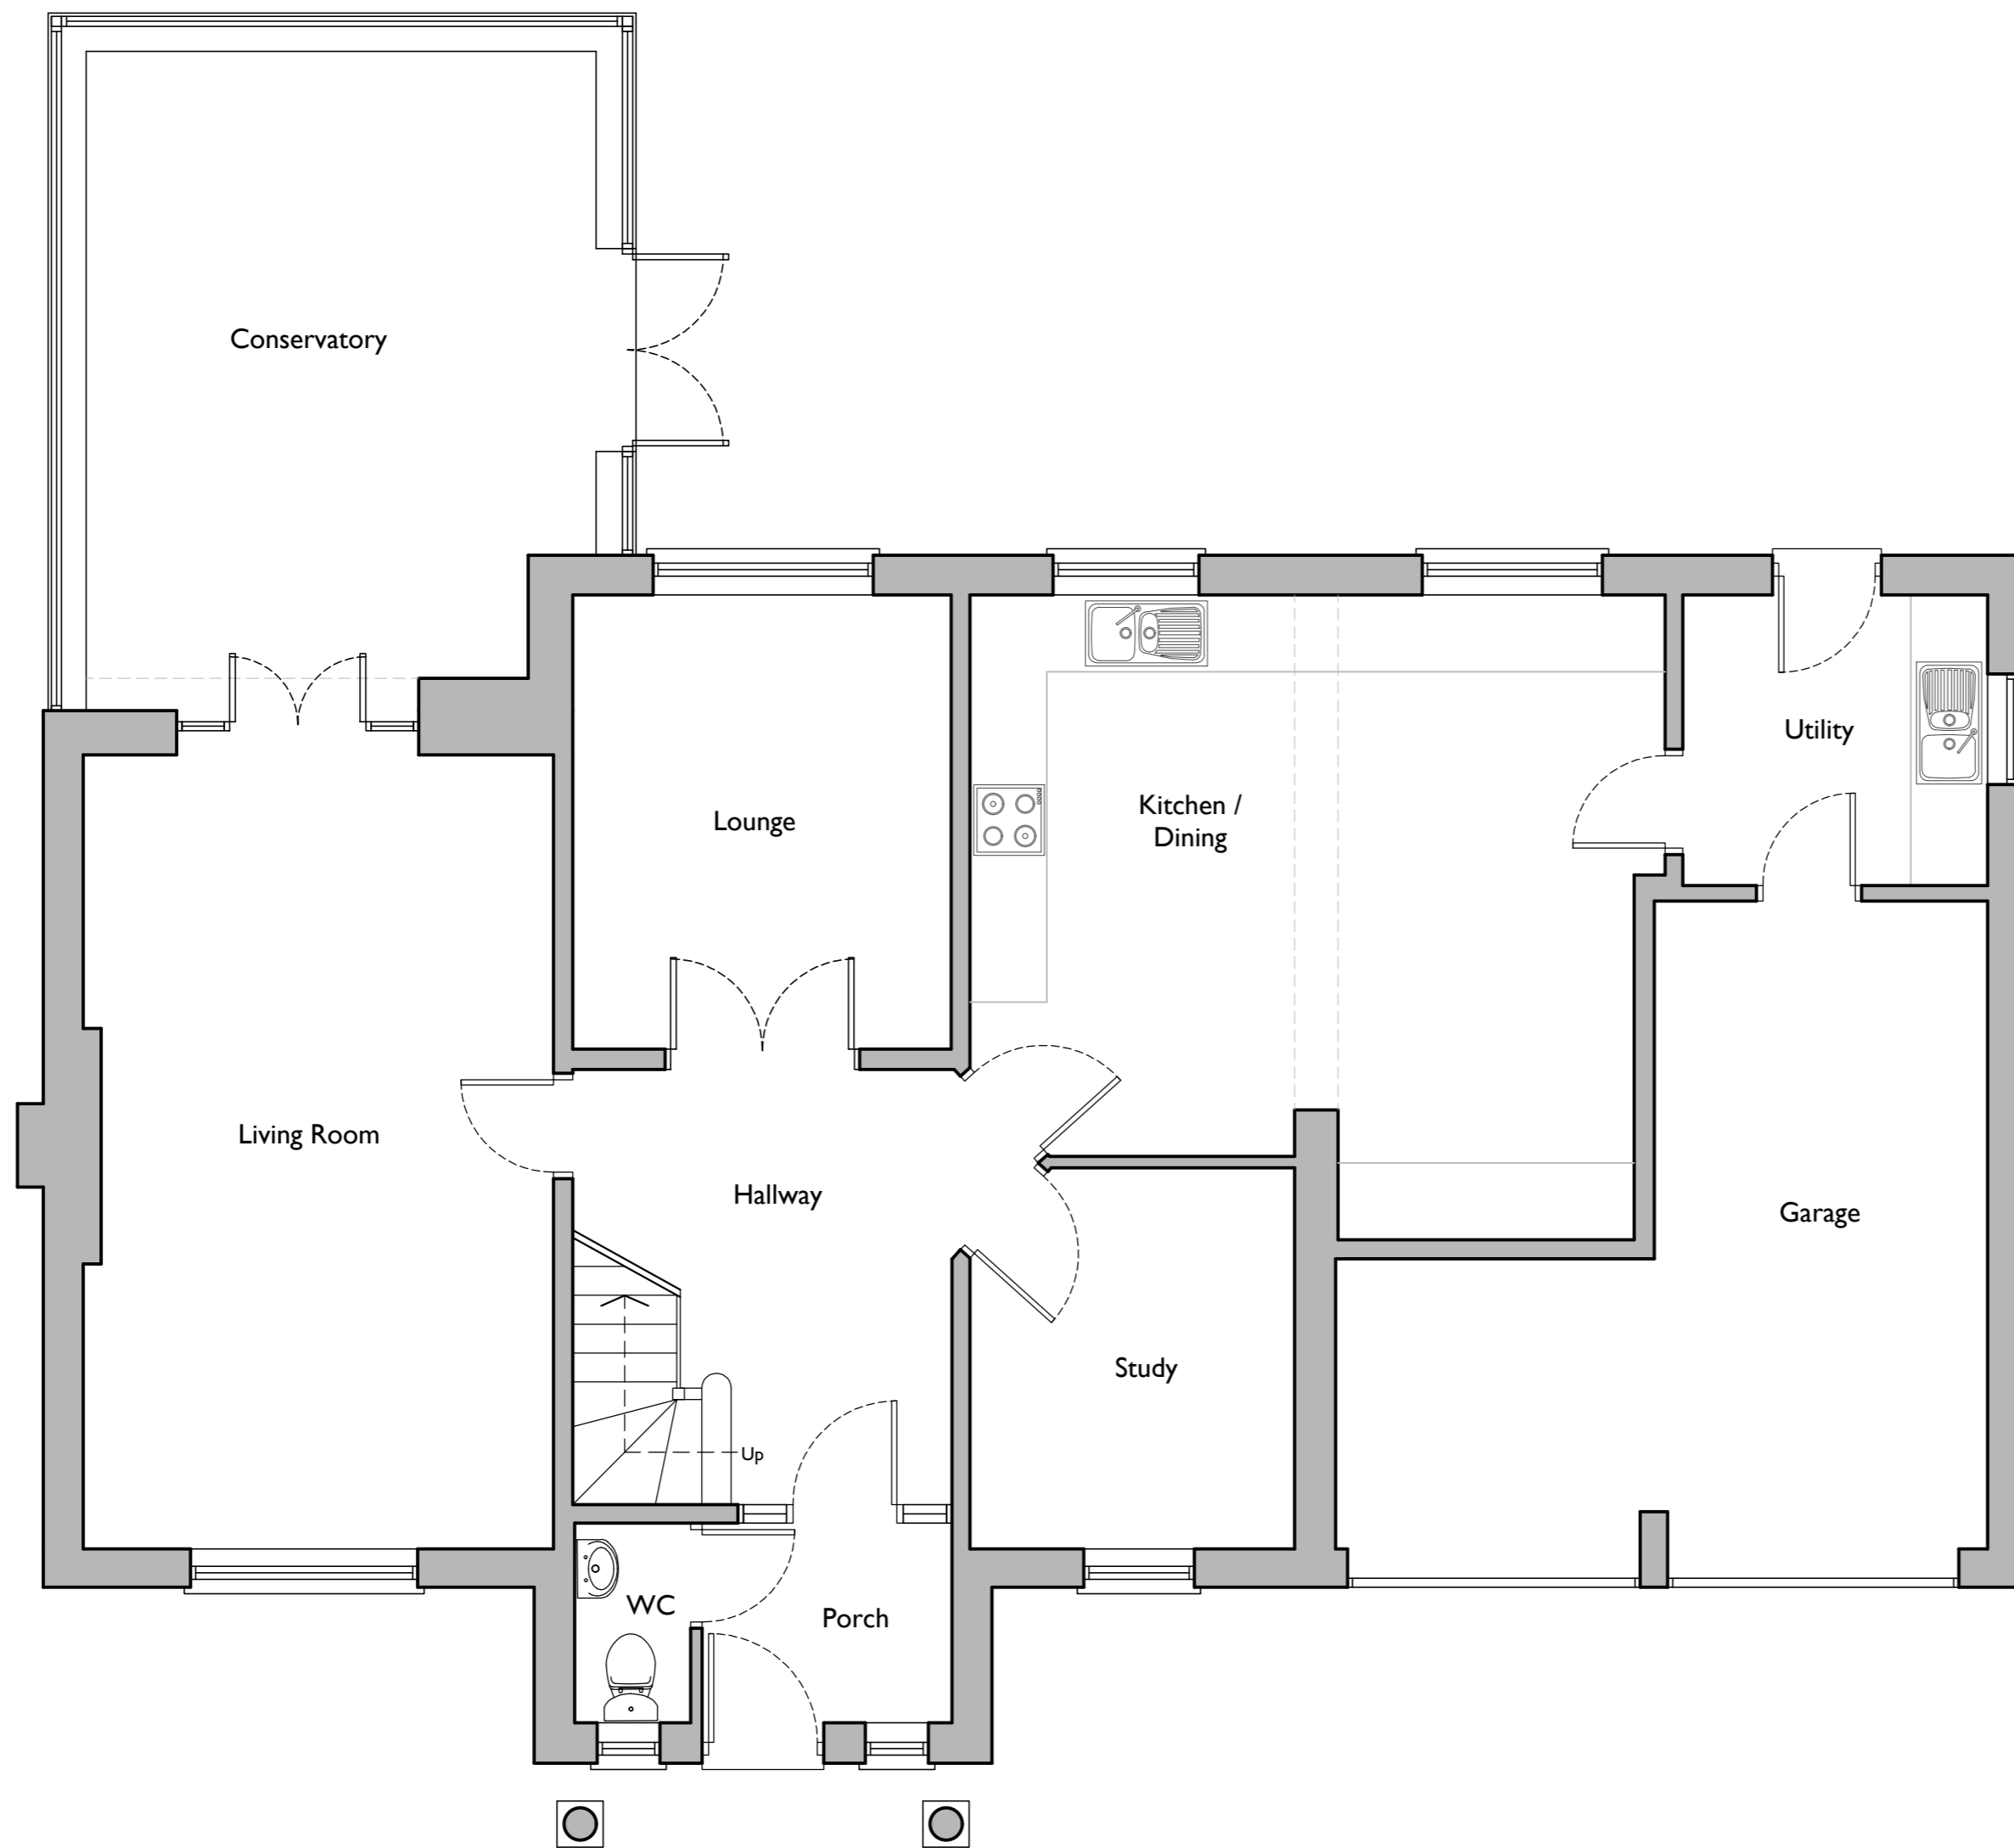 Conservatory
Utility
Kitchen /
Dining
Lounge
Living Room
Hallway
Garage
Study
Up
WC
Porch